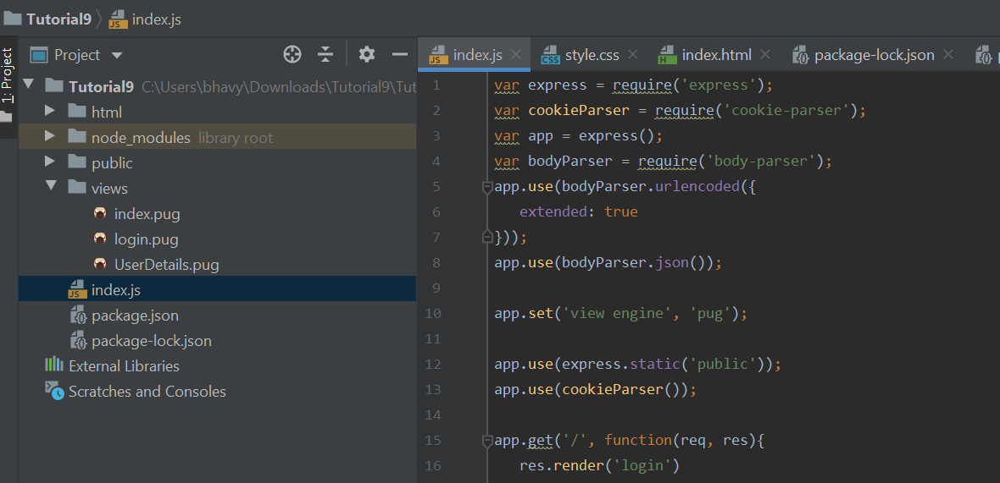 Tutorial9 index.js
1: Project
Project
Tutorial9 C:\Users\bhavy\Downloads\Tutorial9\Tut
html
node_modules library root
public
views
index.pug
login.pug
UserDetails.pug
index.js
package.json
package-lock.json
External Libraries
Scratches and Consoles
index.js style.css index.html package-lock.json p
1 var express = require('express');
2 var cookieParser = require('cookie-parser');
3 var app = express();
4 var bodyParser = require('body-parser');
5 app.use(bodyParser.urlencoded({
6 extended: true
7 }));
8 app.use(bodyParser.json());
9
10 app.set('view engine', 'pug');
11
12 app.use(express.static('public'));
13 app.use(cookieParser());
14
15 app.get('/', function(req, res){
16 res.render('login')